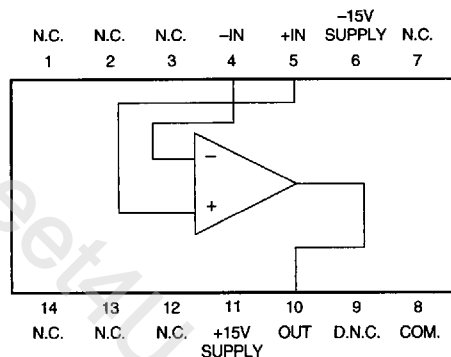 –15V
N.C. N.C. N.C. –IN +IN SUPPLY N.C.
1 2 3 4 5 6 7
–
+
14 13 12 11 10 9 8
N.C. N.C. N.C. +15V OUT D.N.C. COM.
SUPPLY